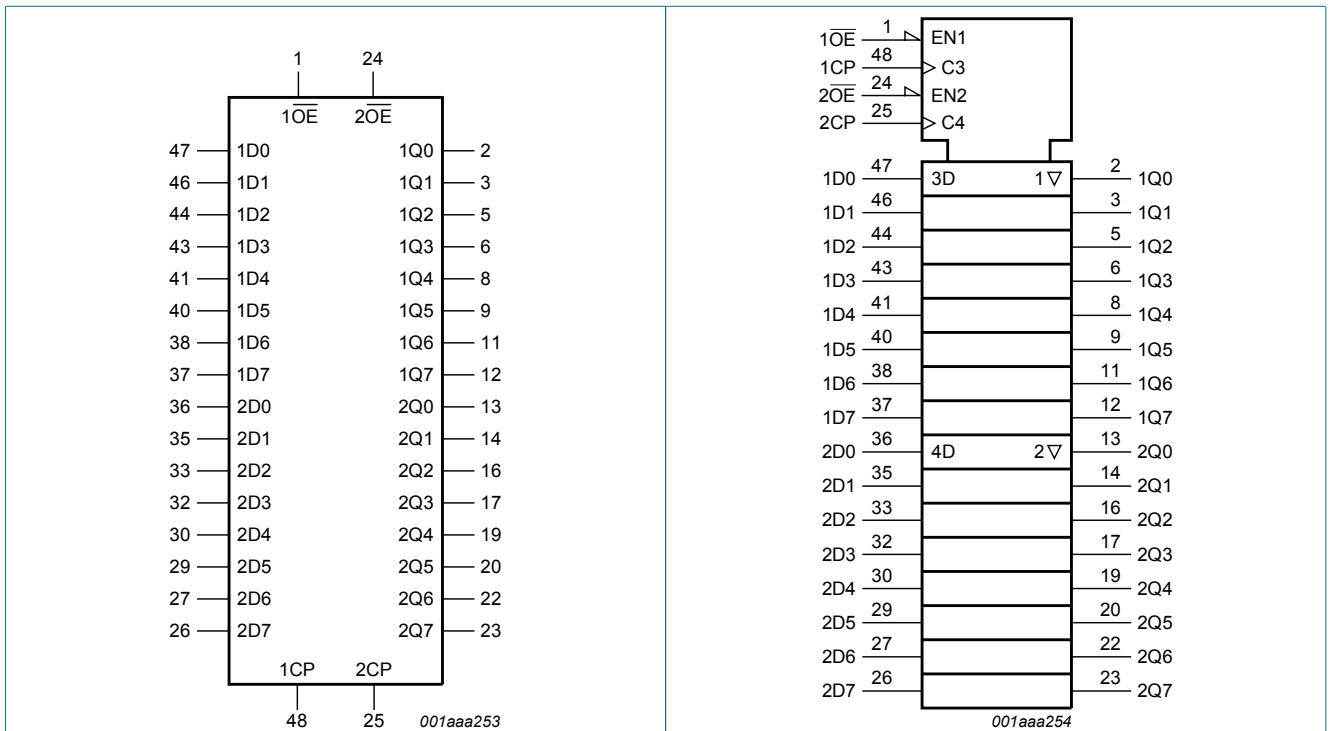 1 24
1OE 2OE
47 1D0 1Q0 2
46 1D1 1Q1 3
44 1D2 1Q2 5
43 1D3 1Q3 6
41 1D4 1Q4 8
40 1D5 1Q5 9
38 1D6 1Q6 11
37 1D7 1Q7 12
36 2D0 2Q0 13
35 2D1 2Q1 14
33 2D2 2Q2 16
32 2D3 2Q3 17
30 2D4 2Q4 19
29 2D5 2Q5 20
27 2D6 2Q6 22
26 2D7 2Q7 23
1CP 2CP
48 25
001aaa253
1OE 1 EN1
1CP 48 C3
2OE 24 EN2
2CP 25 C4
1D0 47 3D 1 ▽ 2 1Q0
1D1 46 3 1Q1
1D2 44 5 1Q2
1D3 43 6 1Q3
1D4 41 8 1Q4
1D5 40 9 1Q5
1D6 38 11 1Q6
1D7 37 12 1Q7
2D0 36 4D 2 ▽ 13 2Q0
2D1 35 14 2Q1
2D2 33 16 2Q2
2D3 32 17 2Q3
2D4 30 19 2Q4
2D5 29 20 2Q5
2D6 27 22 2Q6
2D7 26 23 2Q7
001aaa254